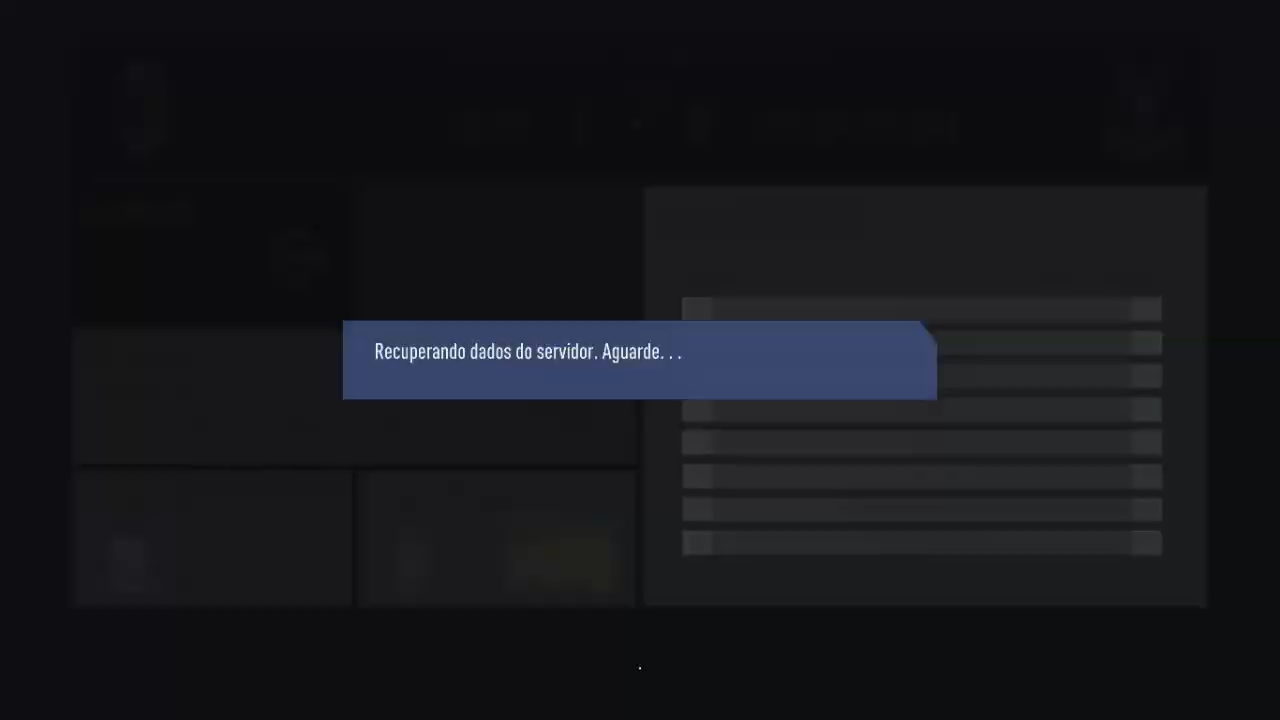 Recuperando dados do servidor. Aguarde. . .